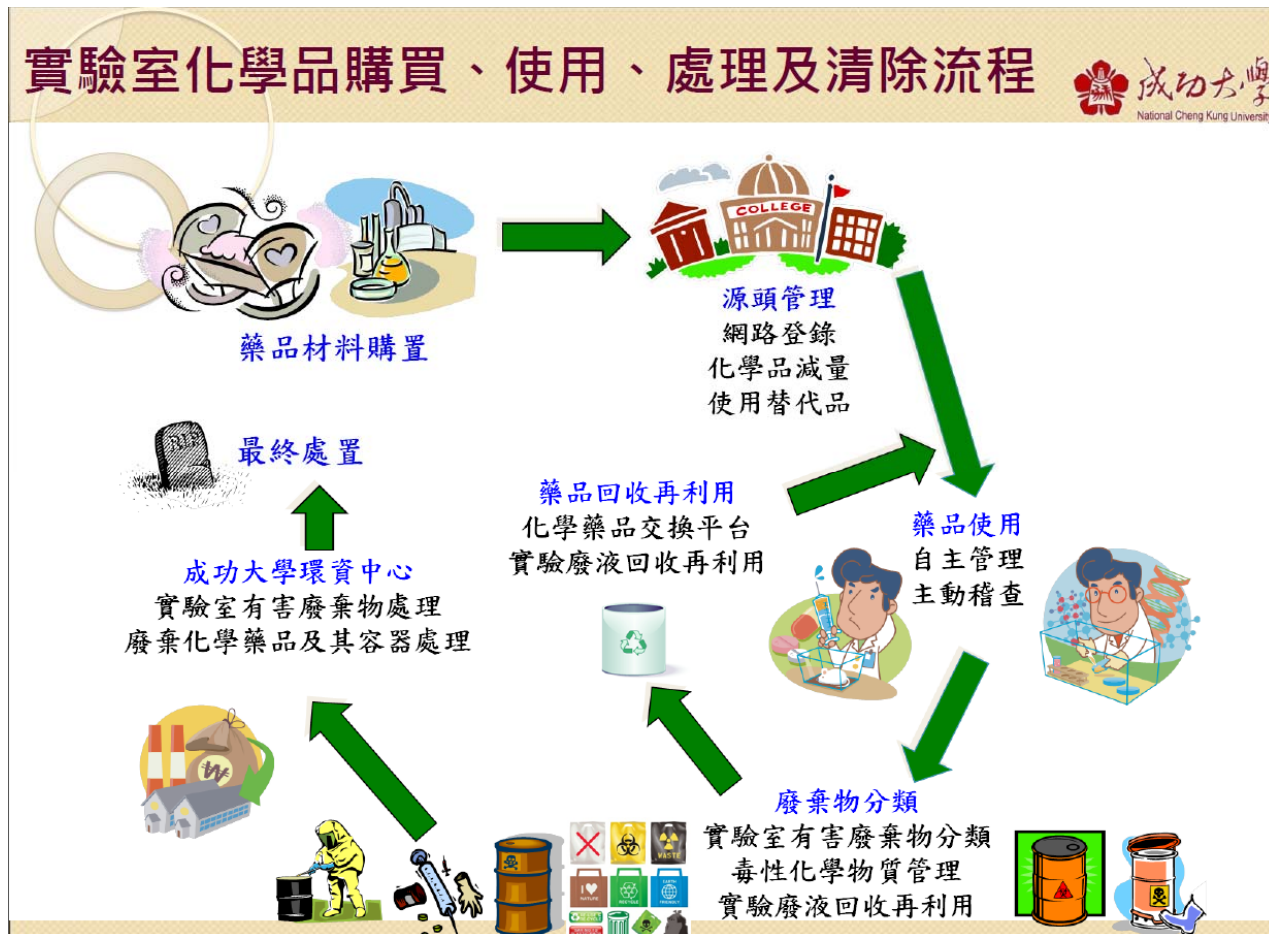 實驗室化學品購買、使用、處理及清除流程
成功大學
National Cheng Kung University
藥品材料購置
COLLEGE
源頭管理
網路登錄
化學品減量
使用替代品
RIP
最終處置
藥品回收再利用
化學藥品交換平台
實驗廢液回收再利用
藥品使用
自主管理
主動稽查
成功大學環資中心
實驗室有害廢棄物處理
廢棄化學藥品及其容器處理
廢棄物分類
實驗室有害廢棄物分類
毒性化學物質管理
實驗廢液回收再利用
WASTE
I
NATURE
RECYCLE
EARTH
FRIENDLY